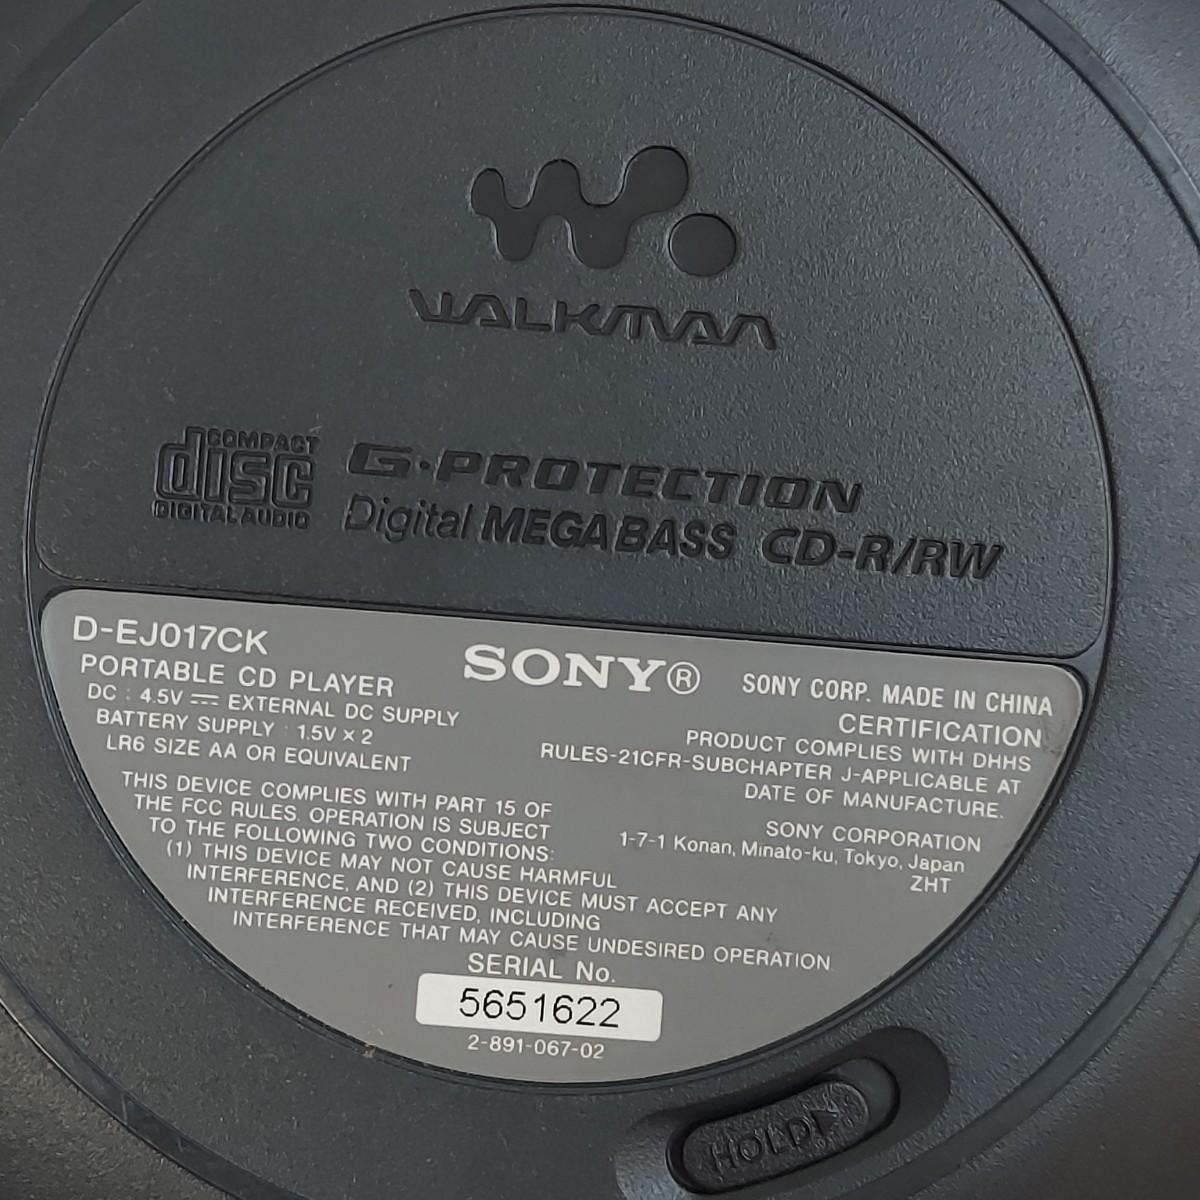 WALKMAN
COMPACT
disc
DIGITAL AUDIO
G·PROTECTION
Digital MEGA BASS CD-R/RW
D-EJ017CK
PORTABLE CD PLAYER
DC : 4.5V ⎓ EXTERNAL DC SUPPLY
BATTERY SUPPLY : 1.5V × 2
LR6 SIZE AA OR EQUIVALENT
THIS DEVICE COMPLIES WITH PART 15 OF
THE FCC RULES. OPERATION IS SUBJECT
TO THE FOLLOWING TWO CONDITIONS:
(1) THIS DEVICE MAY NOT CAUSE HARMFUL
INTERFERENCE, AND (2) THIS DEVICE MUST ACCEPT ANY
INTERFERENCE RECEIVED, INCLUDING
INTERFERENCE THAT MAY CAUSE UNDESIRED OPERATION
SONY®
SONY CORP. MADE IN CHINA
CERTIFICATION
PRODUCT COMPLIES WITH DHHS
RULES-21CFR-SUBCHAPTER J-APPLICABLE AT
DATE OF MANUFACTURE.
SONY CORPORATION
1-7-1 Konan, Minato-ku, Tokyo, Japan
ZHT
SERIAL No.
5651622
2-891-067-02
HOLD